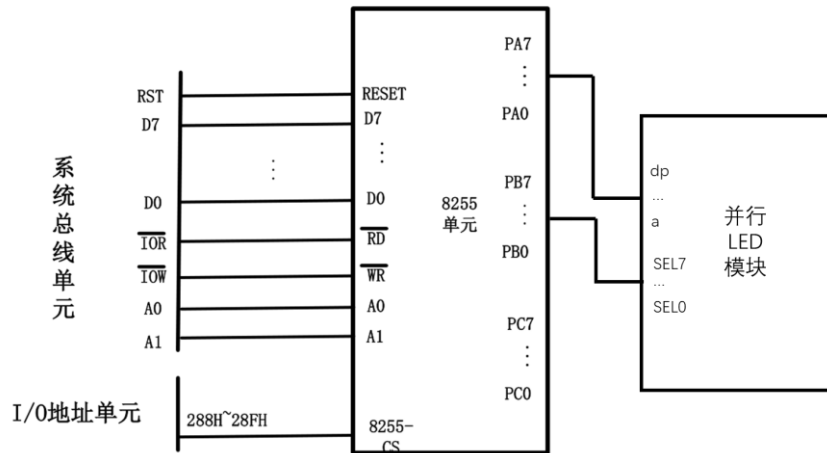 系统总线单元
RST
D7
⋮
D0
IOR
IOW
A0
A1
I/O地址单元
288H~28FH
RESET
D7
⋮
D0
RD
WR
A0
A1
8255-
CS
8255
单元
PA7
⋮
PA0
PB7
⋮
PB0
PC7
⋮
PC0
dp
...
a
SEL7
...
SEL0
并行
LED
模块